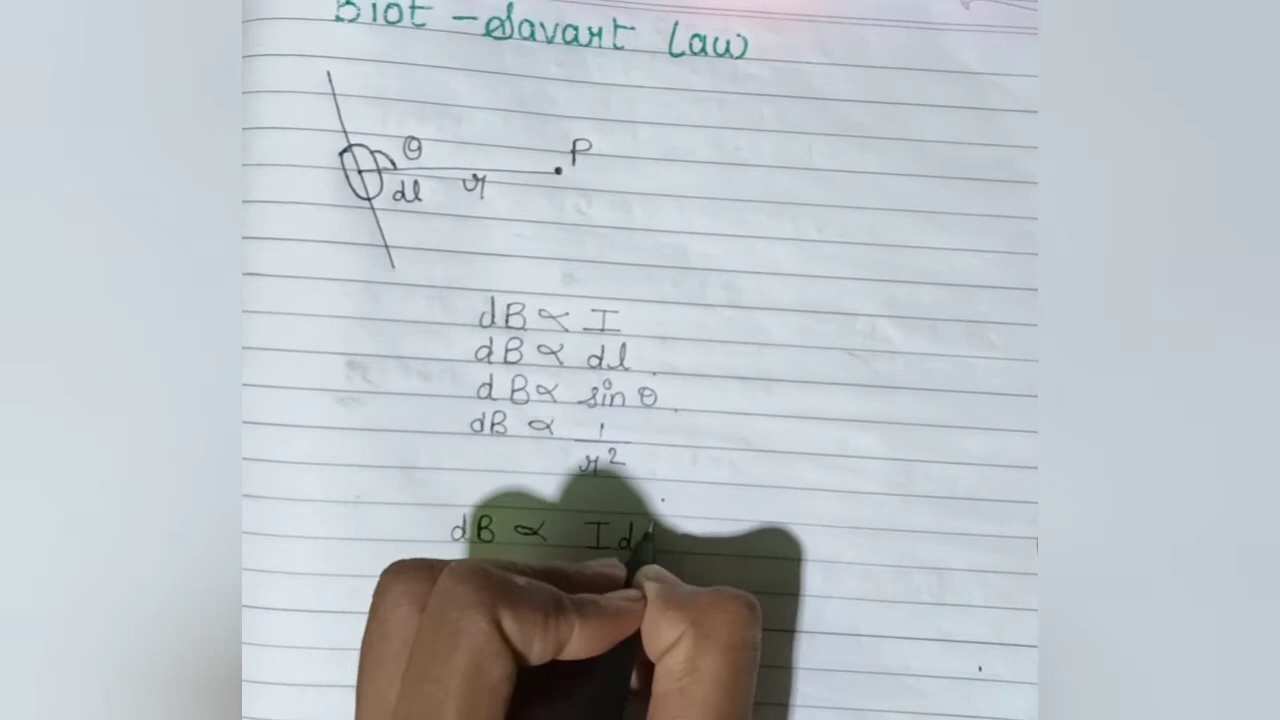 Biot - Savart Law
θ
P
dl
r
dB ∝ I
dB ∝ dl
dB ∝ sin θ
dB ∝ 1/r²
dB ∝ I d